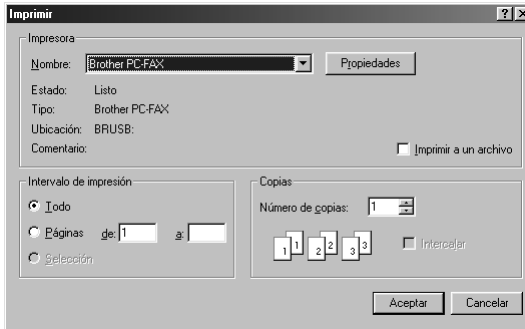 Imprimir
Impresora
Nombre: Brother PC-FAX Propiedades
Estado: Listo
Tipo: Brother PC-FAX
Ubicación: BRUSB:
Comentario: Imprimir a un archivo
Intervalo de impresión
Todo
Páginas de: 1 a:
Selección
Copias
Número de copias: 1
1 1 2 2 3 3 Intercalar
Aceptar Cancelar